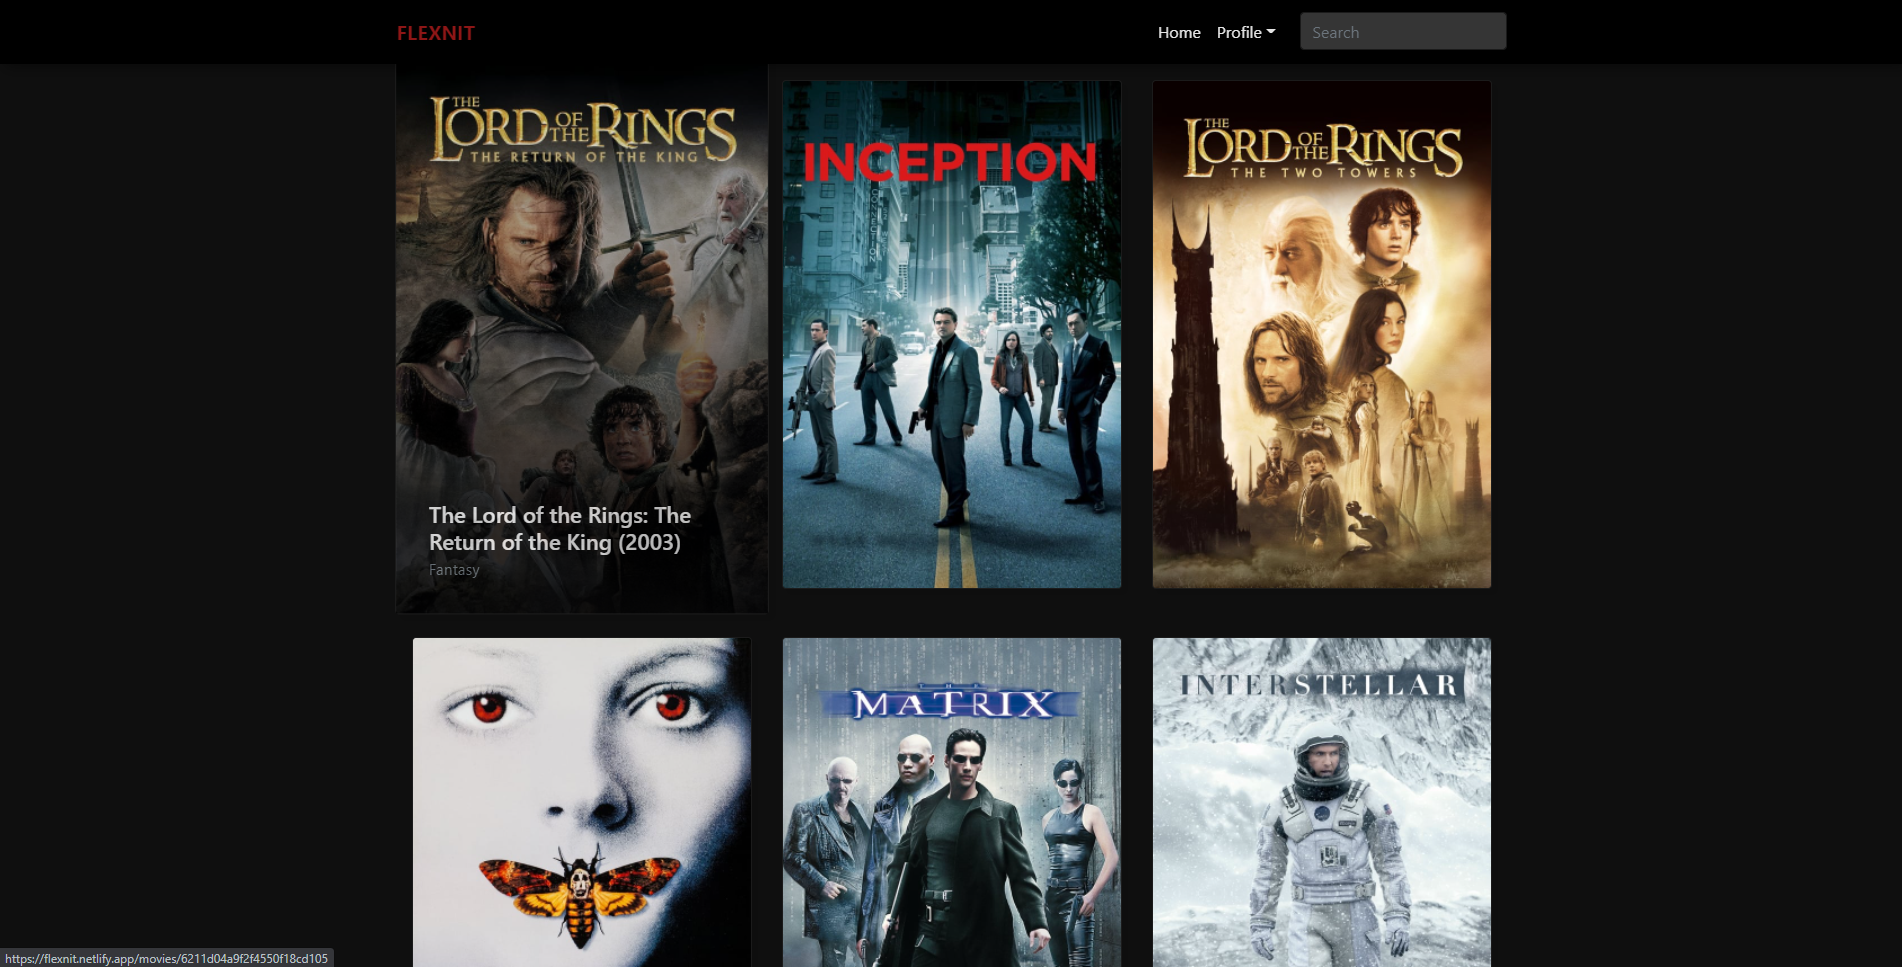 FLEXNIT
Home Profile Search
THE
LORD OF THE RINGS
THE RETURN OF THE KING
The Lord of the Rings: The
Return of the King (2003)
Fantasy
INCEPTION
THE
LORD OF THE RINGS
THE TWO TOWERS
THE
MATRIX
INTERSTELLAR
https://flexnit.netlify.app/movies/6211d04a9f2f4550f18cd105